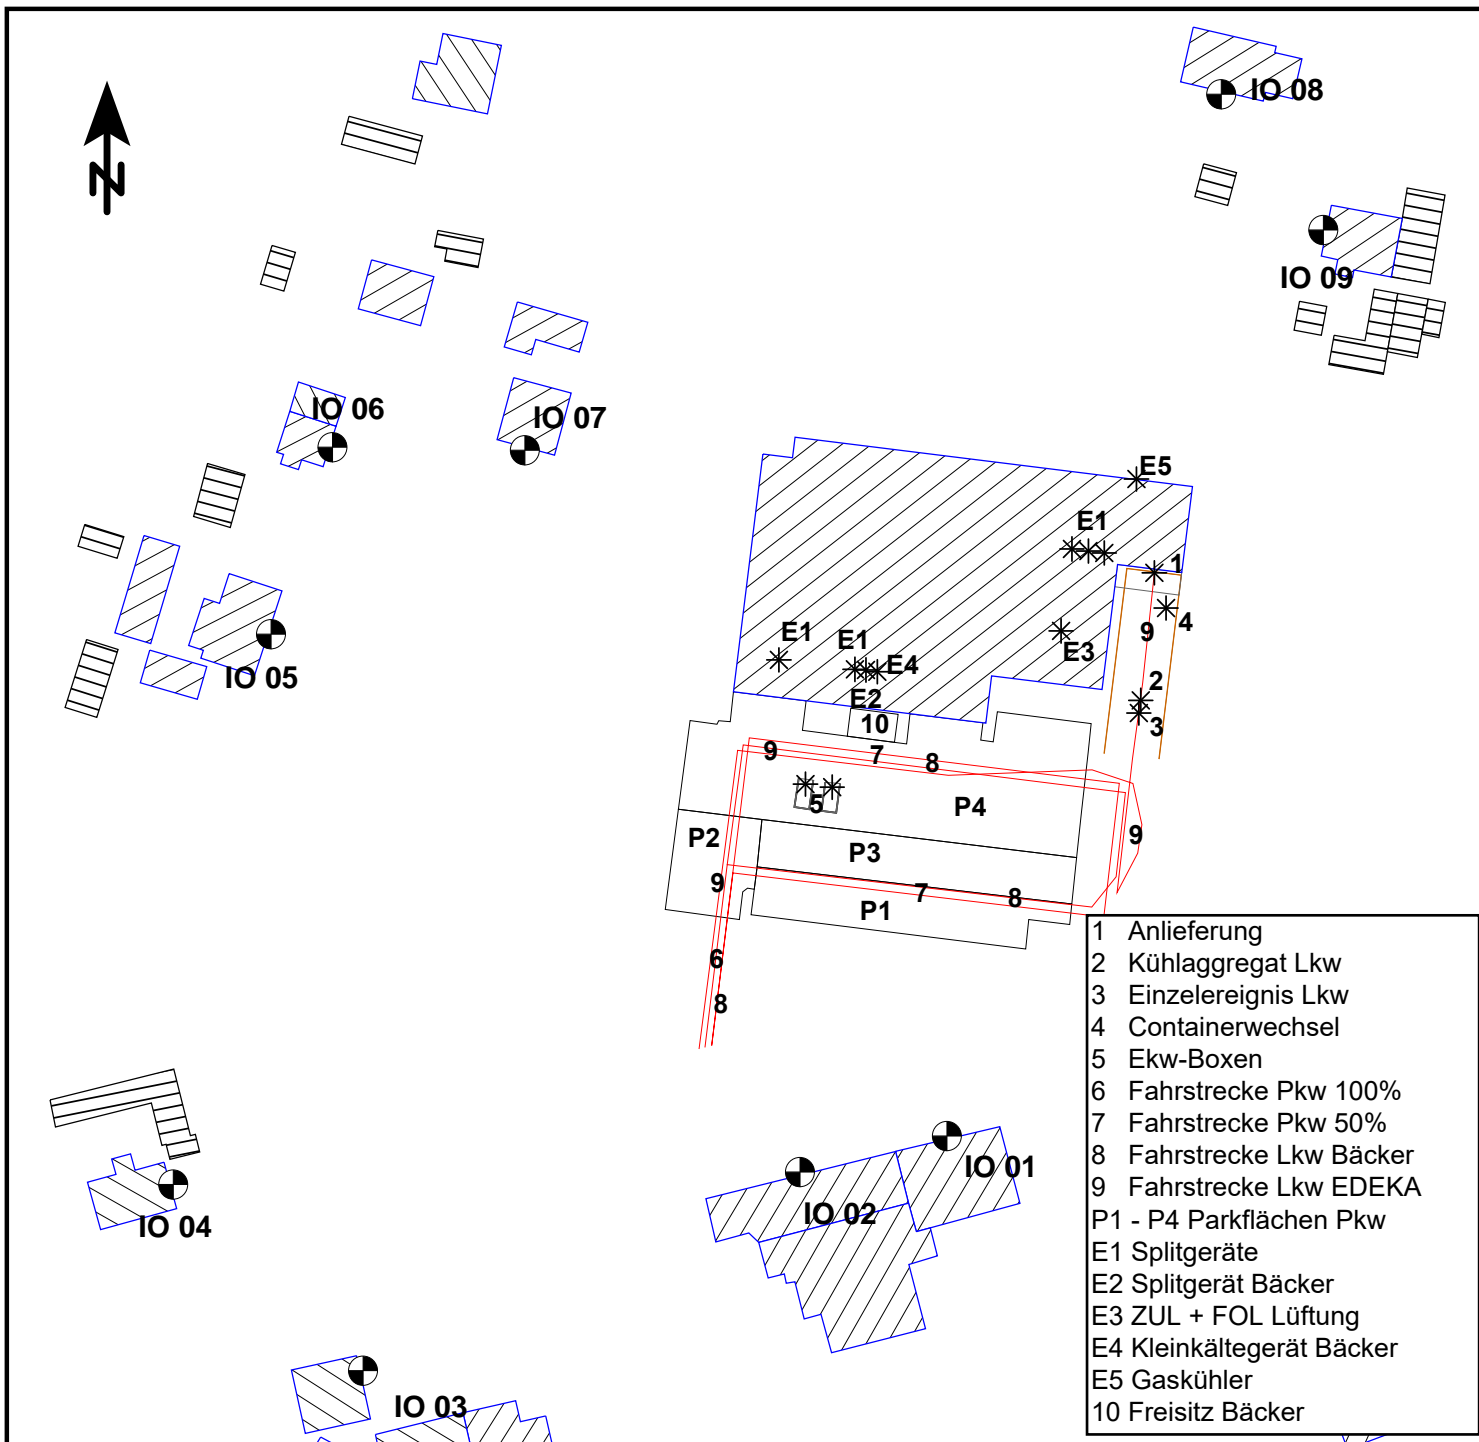 N
IO 08
IO 09
IO 06
IO 07
E5
E1
1
4
9
E3
E1
E1
E4
E2
2
3
10
IO 05
9
7
8
5
P4
9
P2
P3
9
7
8
P1
6
8
IO 01
IO 02
IO 04
IO 03
1 Anlieferung
2 Kühlaggregat Lkw
3 Einzelereignis Lkw
4 Containerwechsel
5 Ekw-Boxen
6 Fahrstrecke Pkw 100%
7 Fahrstrecke Pkw 50%
8 Fahrstrecke Lkw Bäcker
9 Fahrstrecke Lkw EDEKA
P1 - P4 Parkflächen Pkw
E1 Splitgeräte
E2 Splitgerät Bäcker
E3 ZUL + FOL Lüftung
E4 Kleinkältegerät Bäcker
E5 Gaskühler
10 Freisitz Bäcker